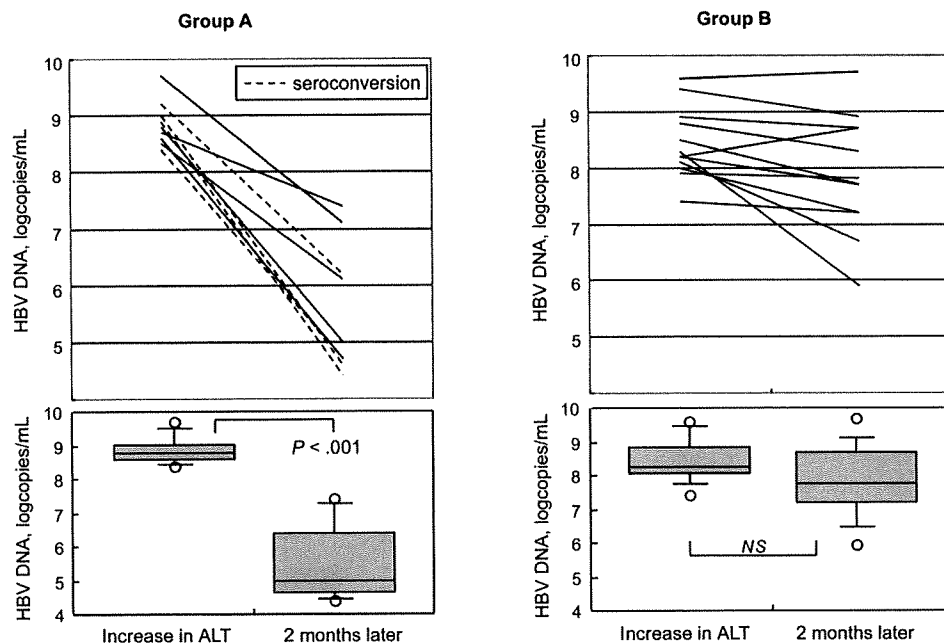 Group A
HBV DNA, logcopies/mL
10
9
8
7
6
5
seroconversion
HBV DNA, logcopies/mL
10
9
8
7
6
5
4
P < .001
Increase in ALT
2 months later
Group B
HBV DNA, logcopies/mL
10
9
8
7
6
5
HBV DNA, logcopies/mL
10
9
8
7
6
5
4
NS
Increase in ALT
2 months later